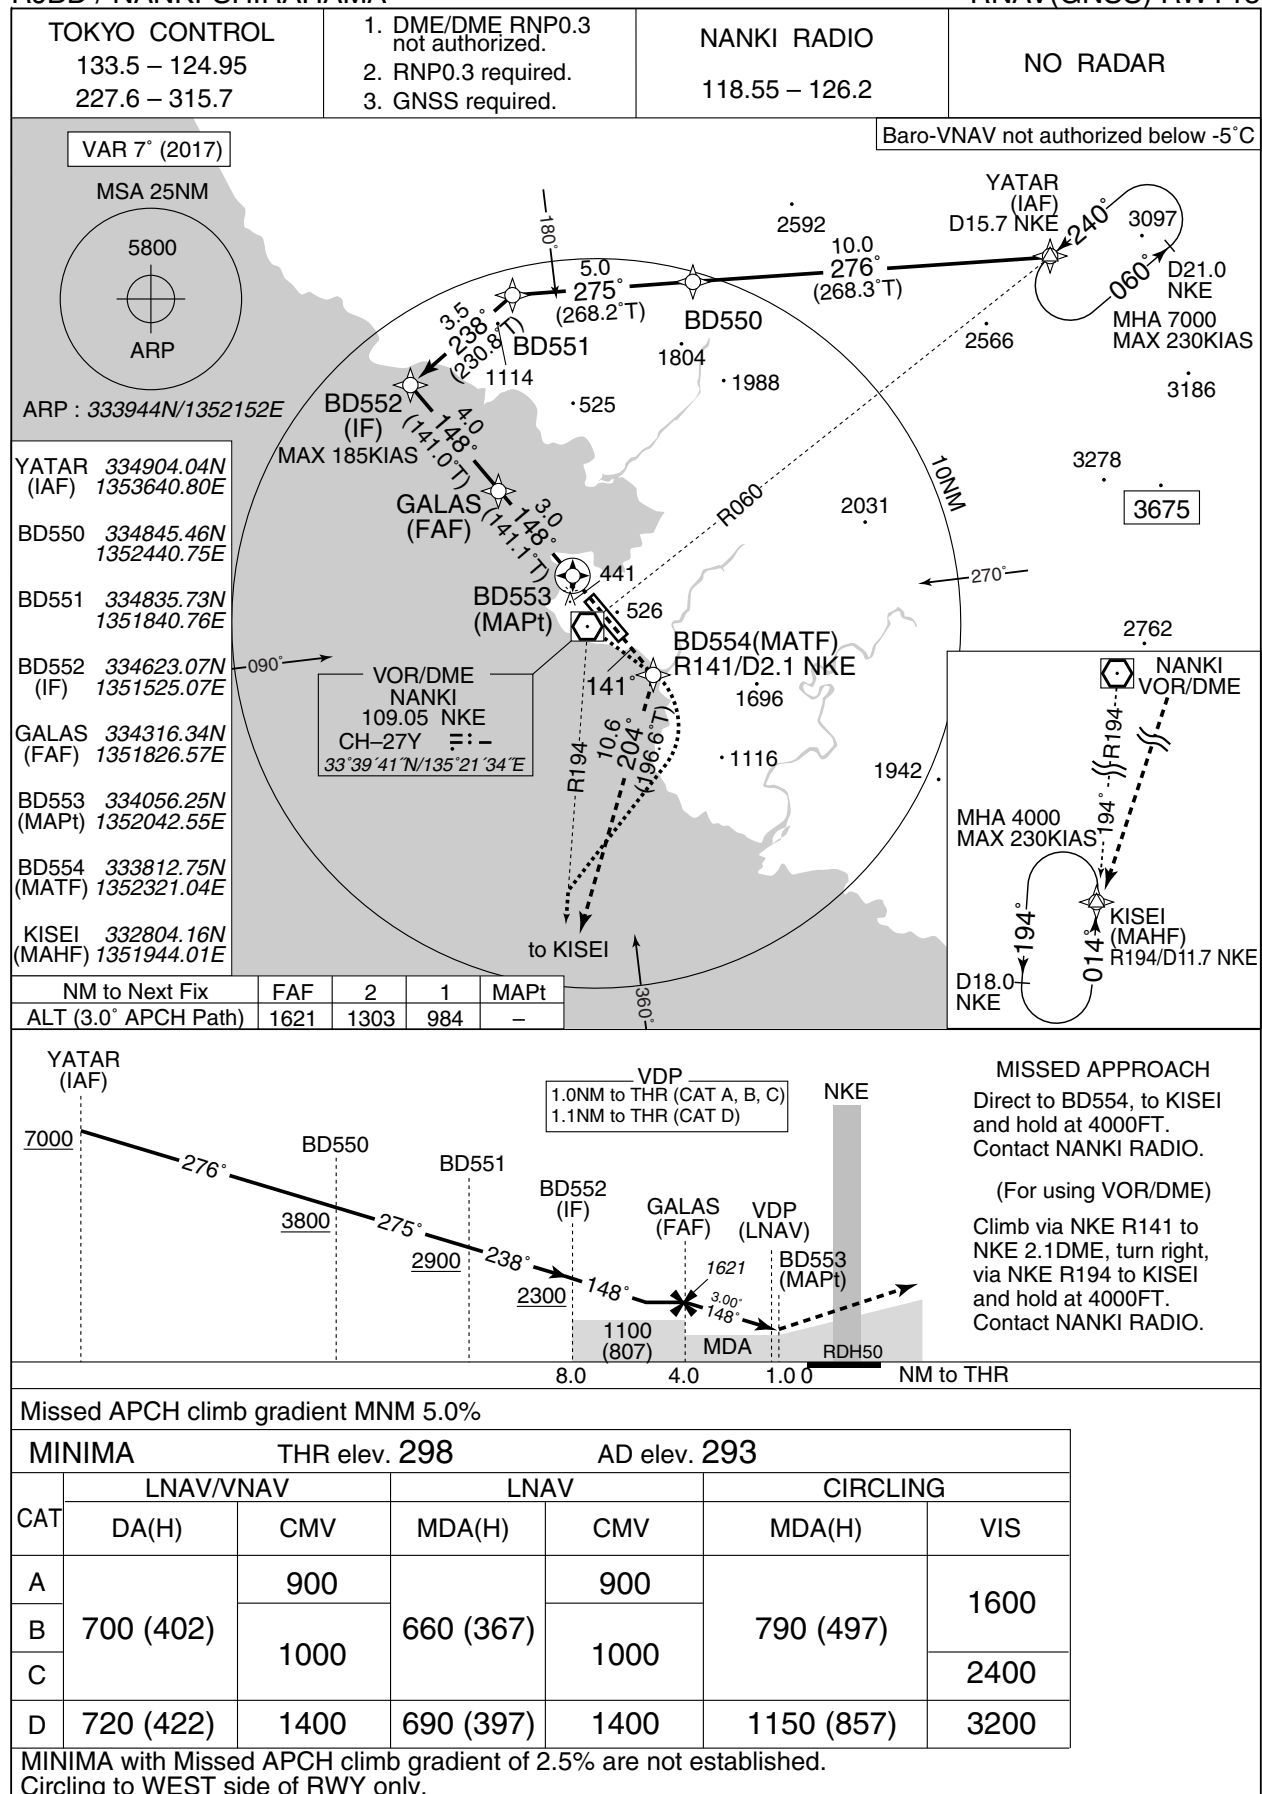 TOKYO CONTROL
133.5 – 124.95
227.6 – 315.7
1. DME/DME RNP0.3
not authorized.
2. RNP0.3 required.
3. GNSS required.
NANKI RADIO
118.55 – 126.2
NO RADAR
VAR 7˚ (2017)
Baro-VNAV not authorized below -5˚C
MSA 25NM
5800
ARP
ARP : 333944N/1352152E
YATAR
(IAF)
D15.7 NKE
240˚
3097
060˚
D21.0
NKE
MHA 7000
MAX 230KIAS
2592
10.0
276˚
(268.3˚T)
180˚
5.0
275˚
(268.2˚T)
BD550
3.5
238˚
(230.8˚T)
BD551
1114
1804
1988
525
2566
3186
BD552
(IF)
MAX 185KIAS
4.0
148˚
(141.0˚T)
GALAS
(FAF)
3.0
148˚
(141.1˚T)
R060
10NM
2031
3278
3675
270˚
BD553
(MAPt)
441
526
BD554(MATF)
R141/D2.1 NKE
141˚
1696
1116
1942
2762
090˚
VOR/DME
NANKI
109.05 NKE
CH–27Y
33˚39´41˝N/135˚21´34˝E
R194
10.6
204˚
(196.6˚T)
to KISEI
360˚
NANKI
VOR/DME
R194
194˚
MHA 4000
MAX 230KIAS
194˚
014˚
KISEI
(MAHF)
R194/D11.7 NKE
D18.0
NKE
YATAR 334904.04N
(IAF) 1353640.80E
BD550 334845.46N
1352440.75E
BD551 334835.73N
1351840.76E
BD552 334623.07N
(IF) 1351525.07E
GALAS 334316.34N
(FAF) 1351826.57E
BD553 334056.25N
(MAPt) 1352042.55E
BD554 333812.75N
(MATF) 1352321.04E
KISEI 332804.16N
(MAHF) 1351944.01E
NM to Next Fix FAF 2 1 MAPt
ALT (3.0˚ APCH Path) 1621 1303 984 –
YATAR
(IAF)
7000
276˚
BD550
3800
275˚
BD551
2900
238˚
BD552
(IF)
2300
148˚
GALAS
(FAF)
1621
3.00˚
148˚
VDP
1.0NM to THR (CAT A, B, C)
1.1NM to THR (CAT D)
VDP
(LNAV)
BD553
(MAPt)
NKE
1100
(807)
MDA
RDH50
8.0 4.0 1.0 0 NM to THR
MISSED APPROACH
Direct to BD554, to KISEI
and hold at 4000FT.
Contact NANKI RADIO.
(For using VOR/DME)
Climb via NKE R141 to
NKE 2.1DME, turn right,
via NKE R194 to KISEI
and hold at 4000FT.
Contact NANKI RADIO.
Missed APCH climb gradient MNM 5.0%
MINIMA THR elev. 298 AD elev. 293
CAT LNAV/VNAV LNAV CIRCLING
DA(H) CMV MDA(H) CMV MDA(H) VIS
A 900 900
B 700 (402) 660 (367) 790 (497) 1600
1000 1000
C 2400
D 720 (422) 1400 690 (397) 1400 1150 (857) 3200
MINIMA with Missed APCH climb gradient of 2.5% are not established.
Circling to WEST side of RWY only.